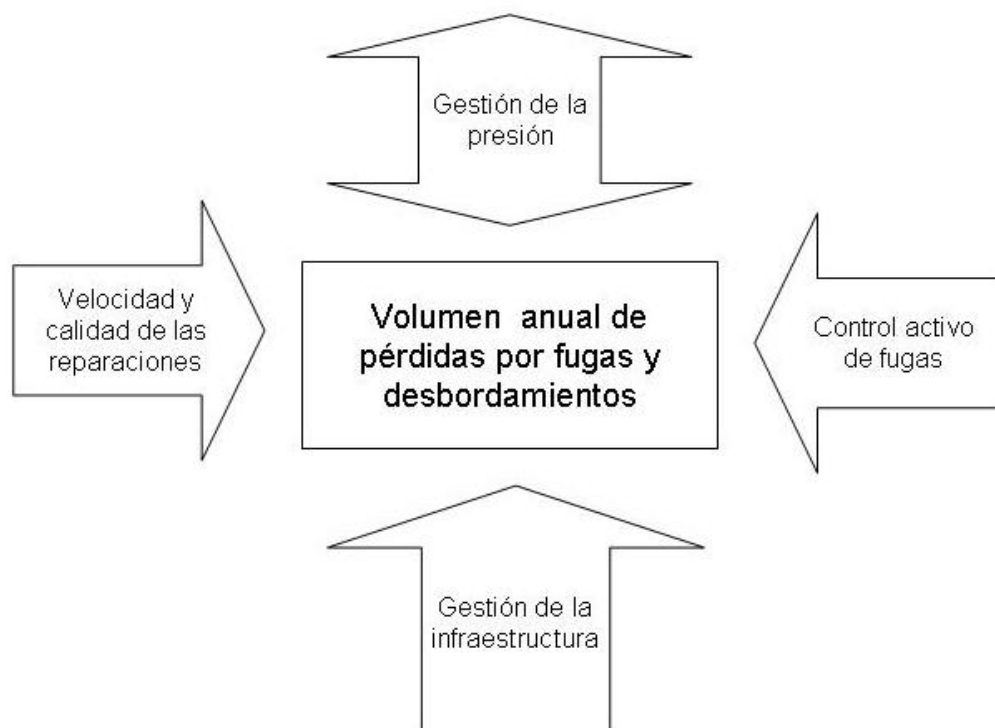 Gestión de la
presión
Velocidad y
calidad de las
reparaciones
Volumen anual de
pérdidas por fugas y
desbordamientos
Control activo
de fugas
Gestión de la
infraestructura